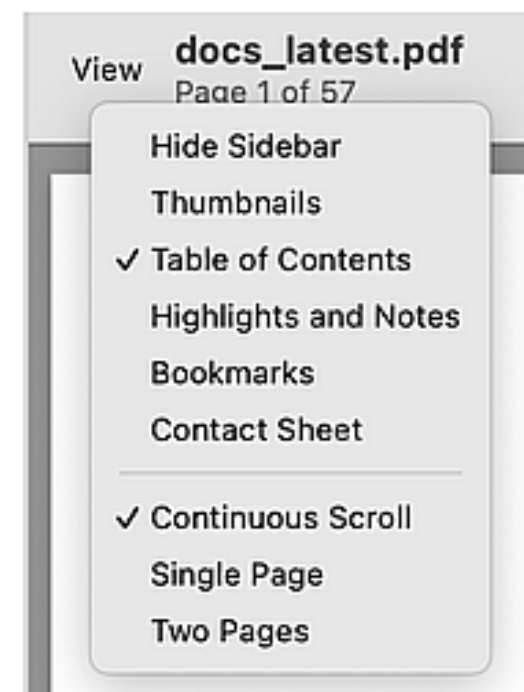 View
docs_latest.pdf
Page 1 of 57
Hide Sidebar
Thumbnails
✓ Table of Contents
Highlights and Notes
Bookmarks
Contact Sheet
✓ Continuous Scroll
Single Page
Two Pages